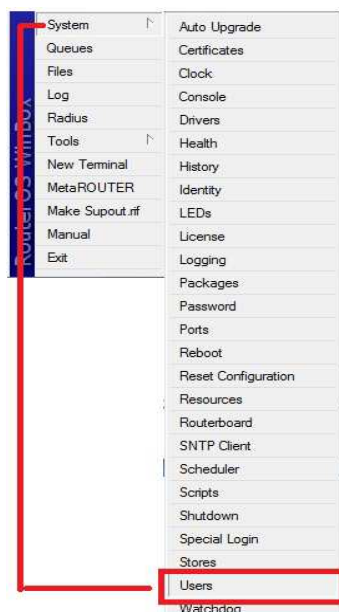 System
Queues
Files
Log
Radius
Tools
New Terminal
MetaROUTER
Make Supout.rif
Manual
Exit
RouterOS WinBox
Auto Upgrade
Certificates
Clock
Console
Drivers
Health
History
Identity
LEDs
License
Logging
Packages
Password
Ports
Reboot
Reset Configuration
Resources
Routerboard
SNTP Client
Scheduler
Scripts
Shutdown
Special Login
Stores
Users
Watchdog